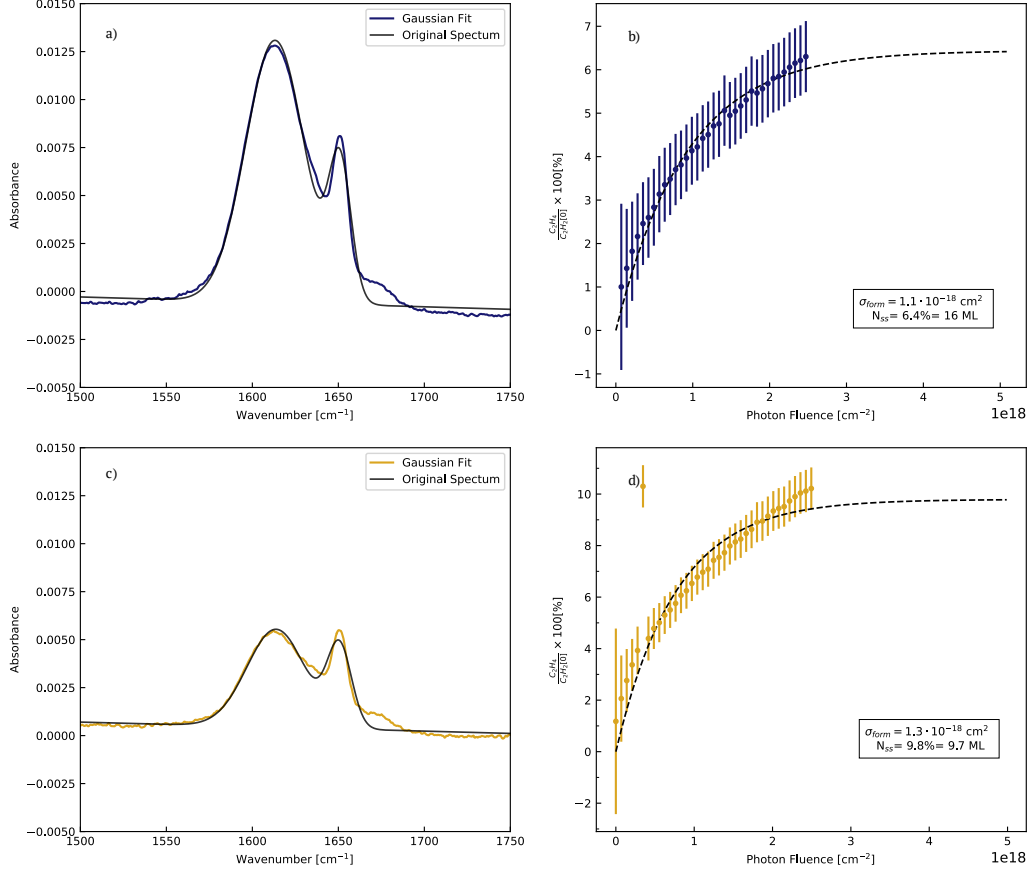 a)
Gaussian Fit
Original Spectum
0.0150
0.0125
0.0100
0.0075
0.0050
0.0025
0.0000
−0.0025
−0.0050
Absorbance
1500 1550 1600 1650 1700 1750
Wavenumber [cm⁻¹]
b)
7
6
5
4
3
2
1
0
−1
C₂H₄/C₂H₂[0] × 100[%]
σ_form = 1.1 · 10⁻¹⁸ cm²
N_ss= 6.4%= 16 ML
0 1 2 3 4 5
1e18
Photon Fluence [cm⁻²]
c)
Gaussian Fit
Original Spectrum
0.0150
0.0125
0.0100
0.0075
0.0050
0.0025
0.0000
−0.0025
−0.0050
Absorbance
1500 1550 1600 1650 1700 1750
Wavenumber [cm⁻¹]
d)
10
8
6
4
2
0
−2
C₂H₄/C₂H₂[0] × 100[%]
σ_form = 1.3 · 10⁻¹⁸ cm²
N_ss= 9.8%= 9.7 ML
0 1 2 3 4 5
1e18
Photon Fluence [cm⁻²]